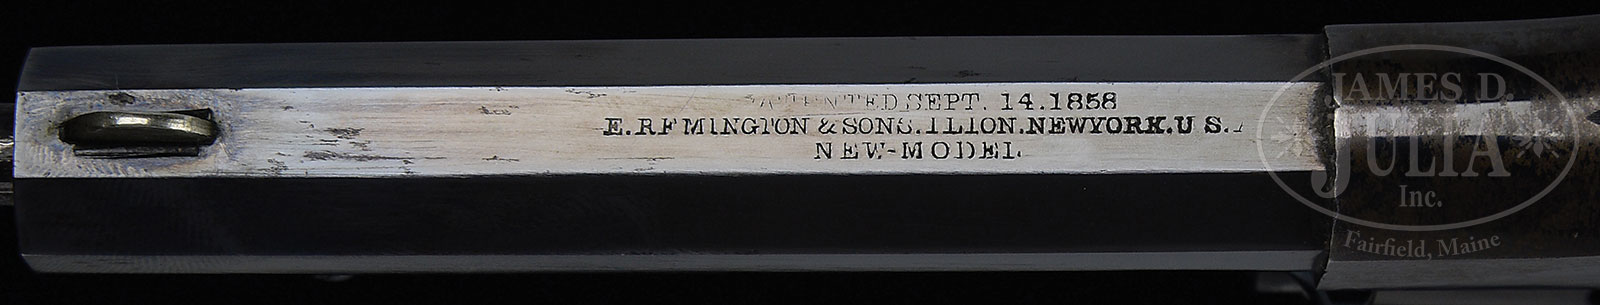 PATENTED SEPT. 14.1858
E. REMINGTON & SONS. ILION. NEWYORK. U S. A
NEW-MODEL
JAMES D.
JULIA
Inc.
Fairfield, Maine